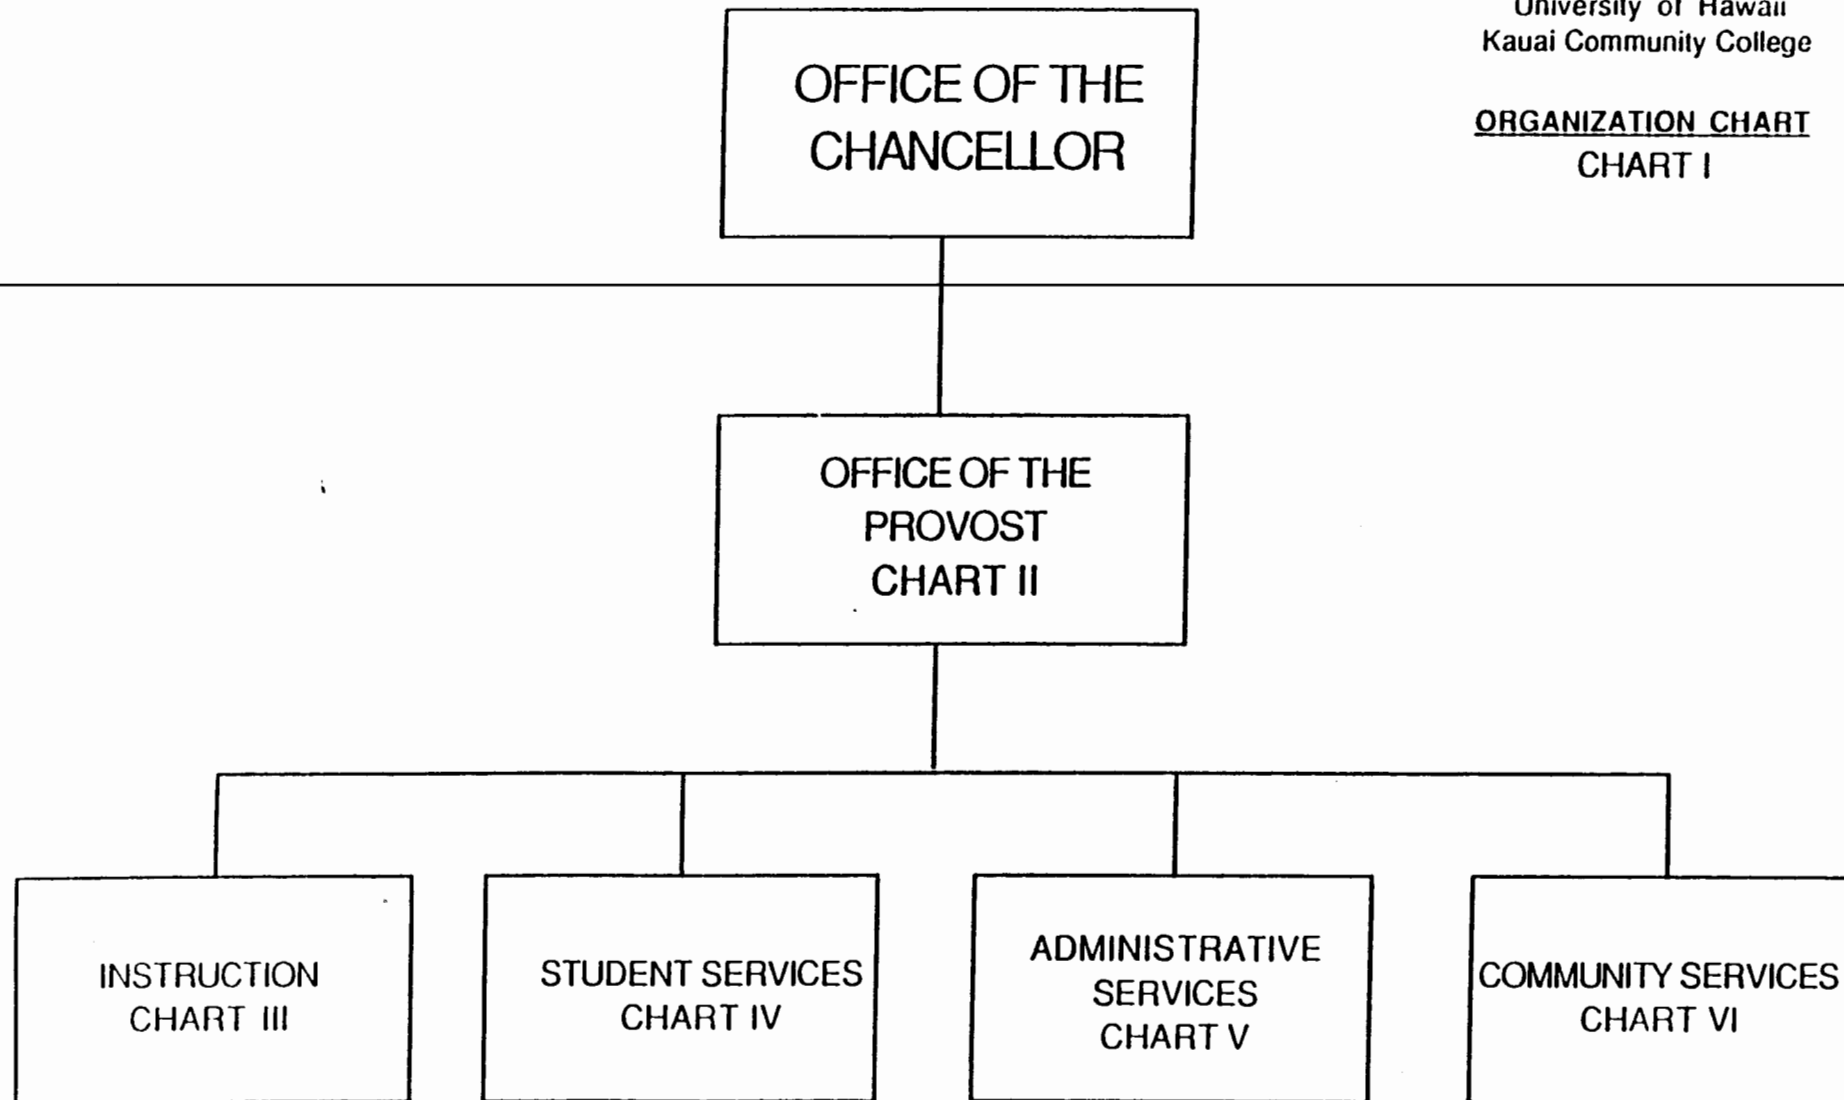 University of Hawaii
Kauai Community College
ORGANIZATION CHART
CHART I
OFFICE OF THE
CHANCELLOR
OFFICE OF THE
PROVOST
CHART II
INSTRUCTION
CHART III
STUDENT SERVICES
CHART IV
ADMINISTRATIVE
SERVICES
CHART V
COMMUNITY SERVICES
CHART VI